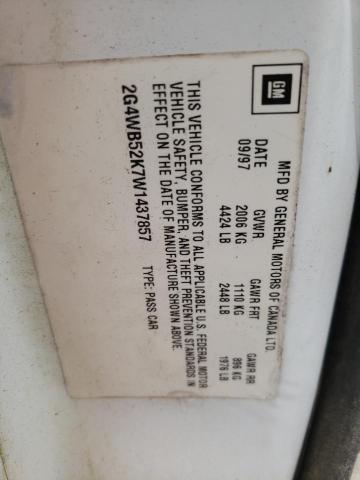 GM
MFD BY GENERAL MOTORS OF CANADA LTD.
DATE GVWR GAWR FRT GAWR RR
09/97 2006 KG 1110 KG 896 KG
4424 LB 2448 LB 1976 LB
THIS VEHICLE CONFORMS TO ALL APPLICABLE U.S. FEDERAL MOTOR
VEHICLE SAFETY, BUMPER, AND THEFT PREVENTION STANDARDS IN
EFFECT ON THE DATE OF MANUFACTURE SHOWN ABOVE.
2G4WB52K7W1437857 TYPE: PASS CAR